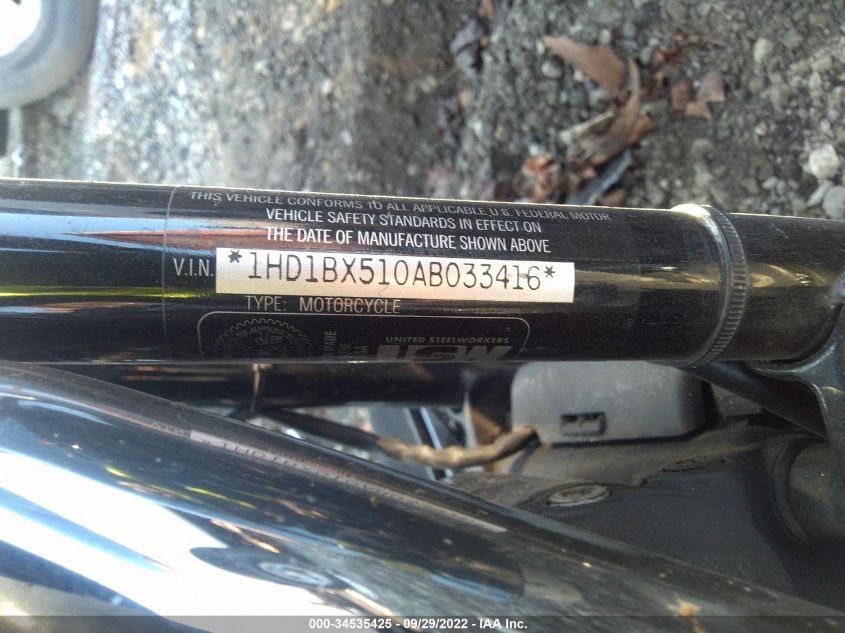 THIS VEHICLE CONFORMS TO ALL APPLICABLE U.S. FEDERAL MOTOR
VEHICLE SAFETY STANDARDS IN EFFECT ON
THE DATE OF MANUFACTURE SHOWN ABOVE
V.I.N. *1HD1BX510AB033416*
TYPE: MOTORCYCLE
UNITED STEELWORKERS
USW
000-34535425 - 09/29/2022 - IAA Inc.